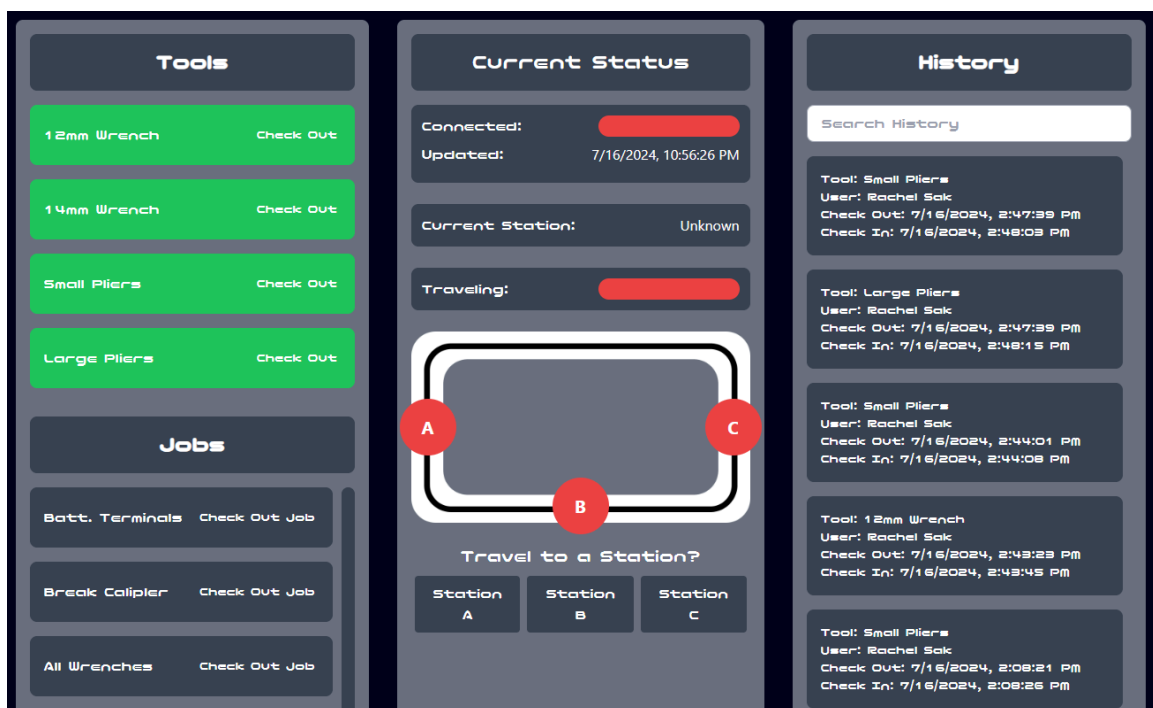 Tools
12mm Wrench Check Out
14mm Wrench Check Out
Small Pliers Check Out
Large Pliers Check Out
Jobs
Batt. Terminals Check Out Job
Break Calipler Check Out Job
All Wrenches Check Out Job
Current Status
Connected:
Updated: 7/16/2024, 10:56:26 PM
Current Station: Unknown
Traveling:
A
C
B
Travel to a Station?
Station A
Station B
Station C
History
Search History
Tool: Small Pliers
User: Rachel Sak
Check Out: 7/16/2024, 2:47:39 PM
Check In: 7/16/2024, 2:48:03 PM
Tool: Large Pliers
User: Rachel Sak
Check Out: 7/16/2024, 2:47:39 PM
Check In: 7/16/2024, 2:48:15 PM
Tool: Small Pliers
User: Rachel Sak
Check Out: 7/16/2024, 2:44:01 PM
Check In: 7/16/2024, 2:44:08 PM
Tool: 12mm Wrench
User: Rachel Sak
Check Out: 7/16/2024, 2:43:23 PM
Check In: 7/16/2024, 2:43:45 PM
Tool: Small Pliers
User: Rachel Sak
Check Out: 7/16/2024, 2:08:21 PM
Check In: 7/16/2024, 2:08:26 PM